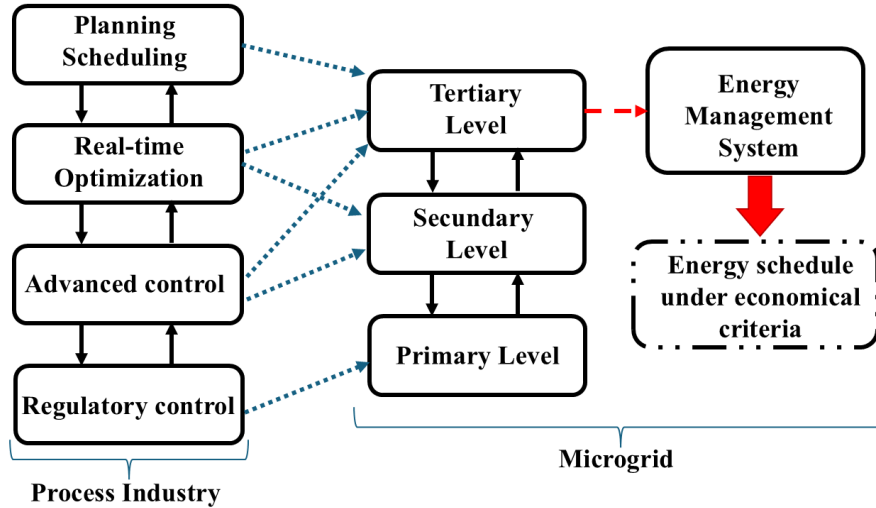 Planning
Scheduling
Real-time
Optimization
Advanced control
Regulatory control
Process Industry
Tertiary
Level
Secundary
Level
Primary Level
Energy
Management
System
Energy schedule
under economical
criteria
Microgrid